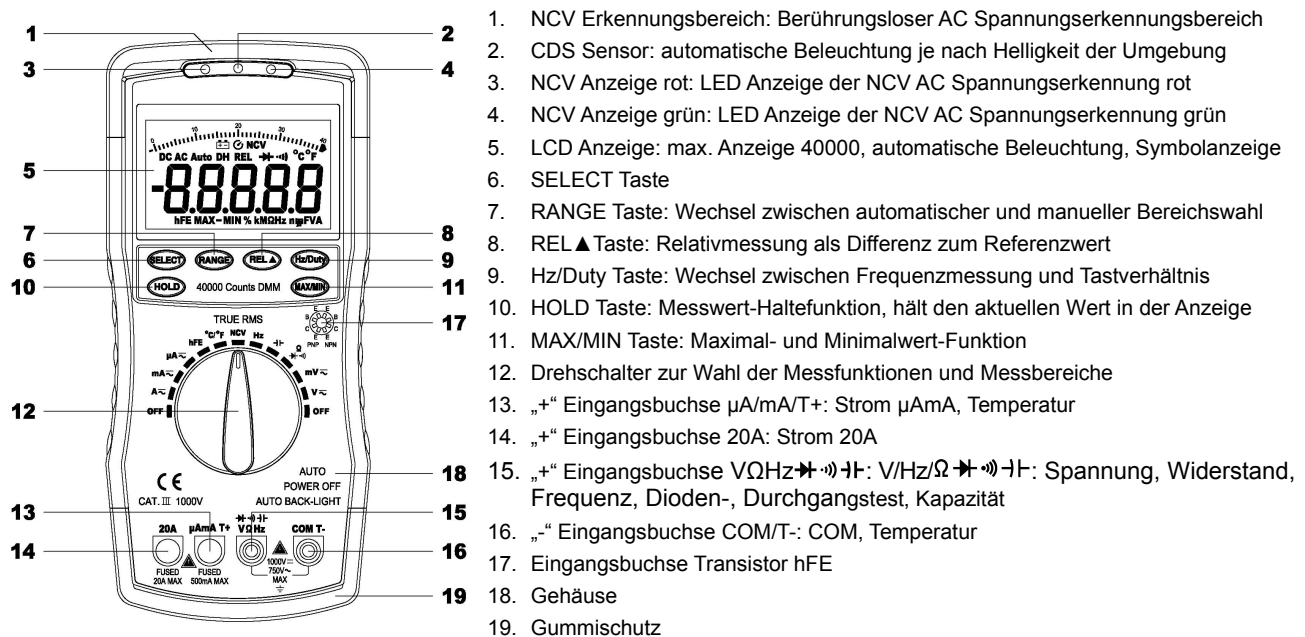 1
2
3
4
5
7
8
6
9
10
11
17
12
18
13
15
14
16
19
0 10 20 30 40
NCV
DC AC Auto DH REL °C°F
-8.8.8.8.8
hFE MAX-MIN % kMΩHz nµFVA
SELECT RANGE REL▲ Hz/Duty
HOLD 40000 Counts DMM MAX/MIN
TRUE RMS
E E
B B
C C
E E
PNP NPN
hFE °C/°F NCV Hz
Ω
µA
mA mV
A V
OFF OFF
AUTO
POWER OFF
CE
CAT. III 1000V AUTO BACK-LIGHT
20A µAmA T+ VΩHz COM T-
FUSED
20A MAX
FUSED
500mA MAX
1000V
750V~
MAX
1. NCV Erkennungsbereich: Berührungsloser AC Spannungserkennungsbereich
2. CDS Sensor: automatische Beleuchtung je nach Helligkeit der Umgebung
3. NCV Anzeige rot: LED Anzeige der NCV AC Spannungserkennung rot
4. NCV Anzeige grün: LED Anzeige der NCV AC Spannungserkennung grün
5. LCD Anzeige: max. Anzeige 40000, automatische Beleuchtung, Symbolanzeige
6. SELECT Taste
7. RANGE Taste: Wechsel zwischen automatischer und manueller Bereichswahl
8. REL▲Taste: Relativmessung als Differenz zum Referenzwert
9. Hz/Duty Taste: Wechsel zwischen Frequenzmessung und Tastverhältnis
10. HOLD Taste: Messwert-Haltefunktion, hält den aktuellen Wert in der Anzeige
11. MAX/MIN Taste: Maximal- und Minimalwert-Funktion
12. Drehschalter zur Wahl der Messfunktionen und Messbereiche
13. „+“ Eingangsbuchse µA/mA/T+: Strom µAmA, Temperatur
14. „+“ Eingangsbuchse 20A: Strom 20A
15. „+“ Eingangsbuchse VΩHz: V/Hz/Ω: Spannung, Widerstand,
Frequenz, Dioden-, Durchgangstest, Kapazität
16. „-“ Eingangsbuchse COM/T-: COM, Temperatur
17. Eingangsbuchse Transistor hFE
18. Gehäuse
19. Gummischutz